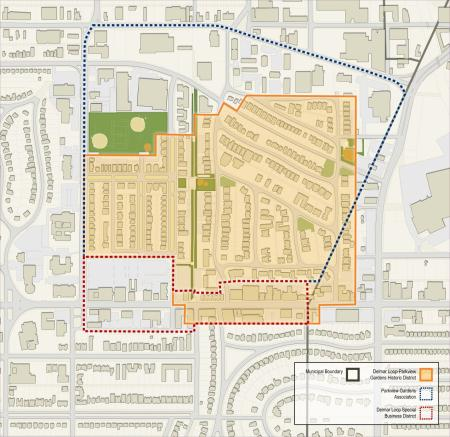 Municipal Boundary
Delmar Loop-Parkview
Gardens Historic District
Parkview Gardens
Association
Delmar Loop Special
Business District